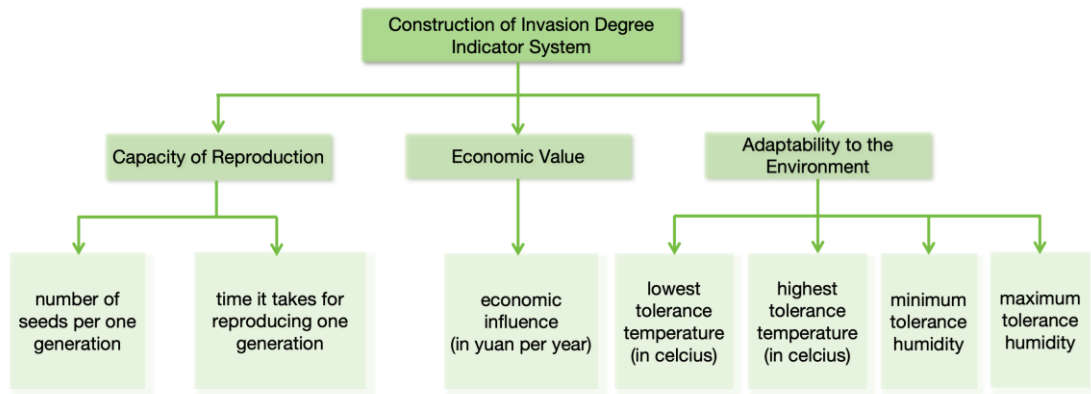 Construction of Invasion Degree
Indicator System
Capacity of Reproduction
Economic Value
Adaptability to the
Environment
number of
seeds per one
generation
time it takes for
reproducing one
generation
economic
influence
(in yuan per year)
lowest
tolerance
temperature
(in celcius)
highest
tolerance
temperature
(in celcius)
minimum
tolerance
humidity
maximum
tolerance
humidity